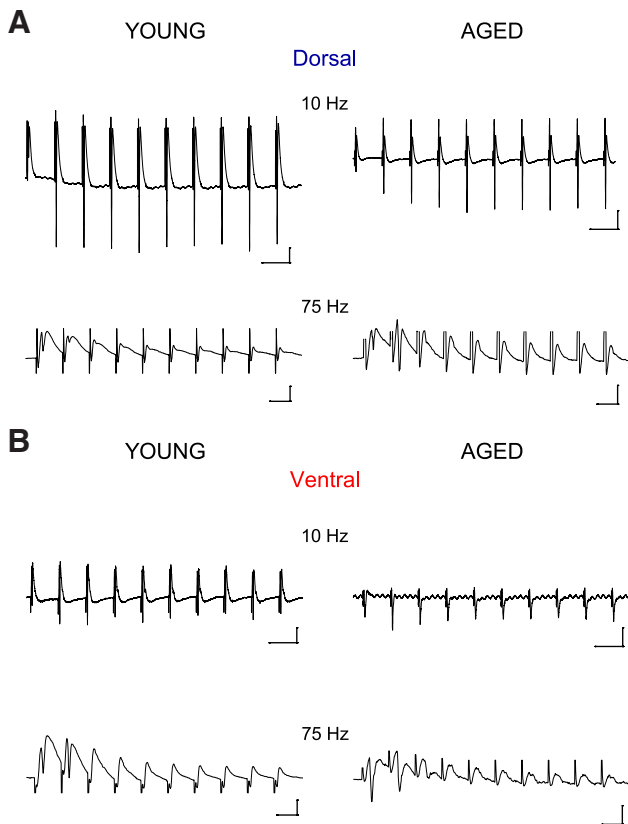 A
YOUNG AGED
Dorsal
10 Hz
75 Hz
B
YOUNG AGED
Ventral
10 Hz
75 Hz